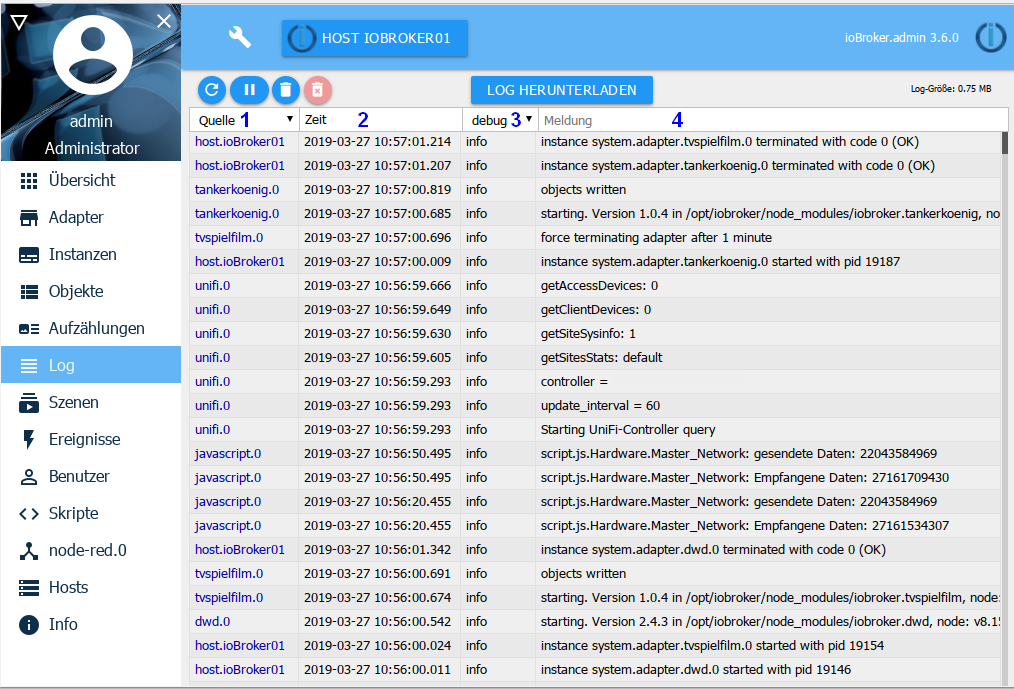 admin
Administrator
Übersicht
Adapter
Instanzen
Objekte
Aufzählungen
Log
Szenen
Ereignisse
Benutzer
Skripte
node-red.0
Hosts
Info
HOST IOBROKER01
ioBroker.admin 3.6.0
LOG HERUNTERLADEN
Log-Größe: 0.75 MB
Quelle 1 Zeit 2 debug 3 Meldung 4
host.ioBroker01 2019-03-27 10:57:01.214 info instance system.adapter.tvspielfilm.0 terminated with code 0 (OK)
host.ioBroker01 2019-03-27 10:57:01.207 info instance system.adapter.tankerkoenig.0 terminated with code 0 (OK)
tankerkoenig.0 2019-03-27 10:57:00.819 info objects written
tankerkoenig.0 2019-03-27 10:57:00.685 info starting. Version 1.0.4 in /opt/iobroker/node_modules/iobroker.tankerkoenig, no
tvspielfilm.0 2019-03-27 10:57:00.696 info force terminating adapter after 1 minute
host.ioBroker01 2019-03-27 10:57:00.009 info instance system.adapter.tankerkoenig.0 started with pid 19187
unifi.0 2019-03-27 10:56:59.666 info getAccessDevices: 0
unifi.0 2019-03-27 10:56:59.649 info getClientDevices: 0
unifi.0 2019-03-27 10:56:59.630 info getSiteSysinfo: 1
unifi.0 2019-03-27 10:56:59.605 info getSitesStats: default
unifi.0 2019-03-27 10:56:59.293 info controller =
unifi.0 2019-03-27 10:56:59.293 info update_interval = 60
unifi.0 2019-03-27 10:56:59.293 info Starting UniFi-Controller query
javascript.0 2019-03-27 10:56:50.495 info script.js.Hardware.Master_Network: gesendete Daten: 22043584969
javascript.0 2019-03-27 10:56:50.495 info script.js.Hardware.Master_Network: Empfangene Daten: 27161709430
javascript.0 2019-03-27 10:56:20.455 info script.js.Hardware.Master_Network: gesendete Daten: 22043584969
javascript.0 2019-03-27 10:56:20.455 info script.js.Hardware.Master_Network: Empfangene Daten: 27161534307
host.ioBroker01 2019-03-27 10:56:01.342 info instance system.adapter.dwd.0 terminated with code 0 (OK)
tvspielfilm.0 2019-03-27 10:56:00.691 info objects written
tvspielfilm.0 2019-03-27 10:56:00.674 info starting. Version 1.0.4 in /opt/iobroker/node_modules/iobroker.tvspielfilm, node:
dwd.0 2019-03-27 10:56:00.542 info starting. Version 2.4.3 in /opt/iobroker/node_modules/iobroker.dwd, node: v8.15
host.ioBroker01 2019-03-27 10:56:00.024 info instance system.adapter.tvspielfilm.0 started with pid 19154
host.ioBroker01 2019-03-27 10:56:00.011 info instance system.adapter.dwd.0 started with pid 19146